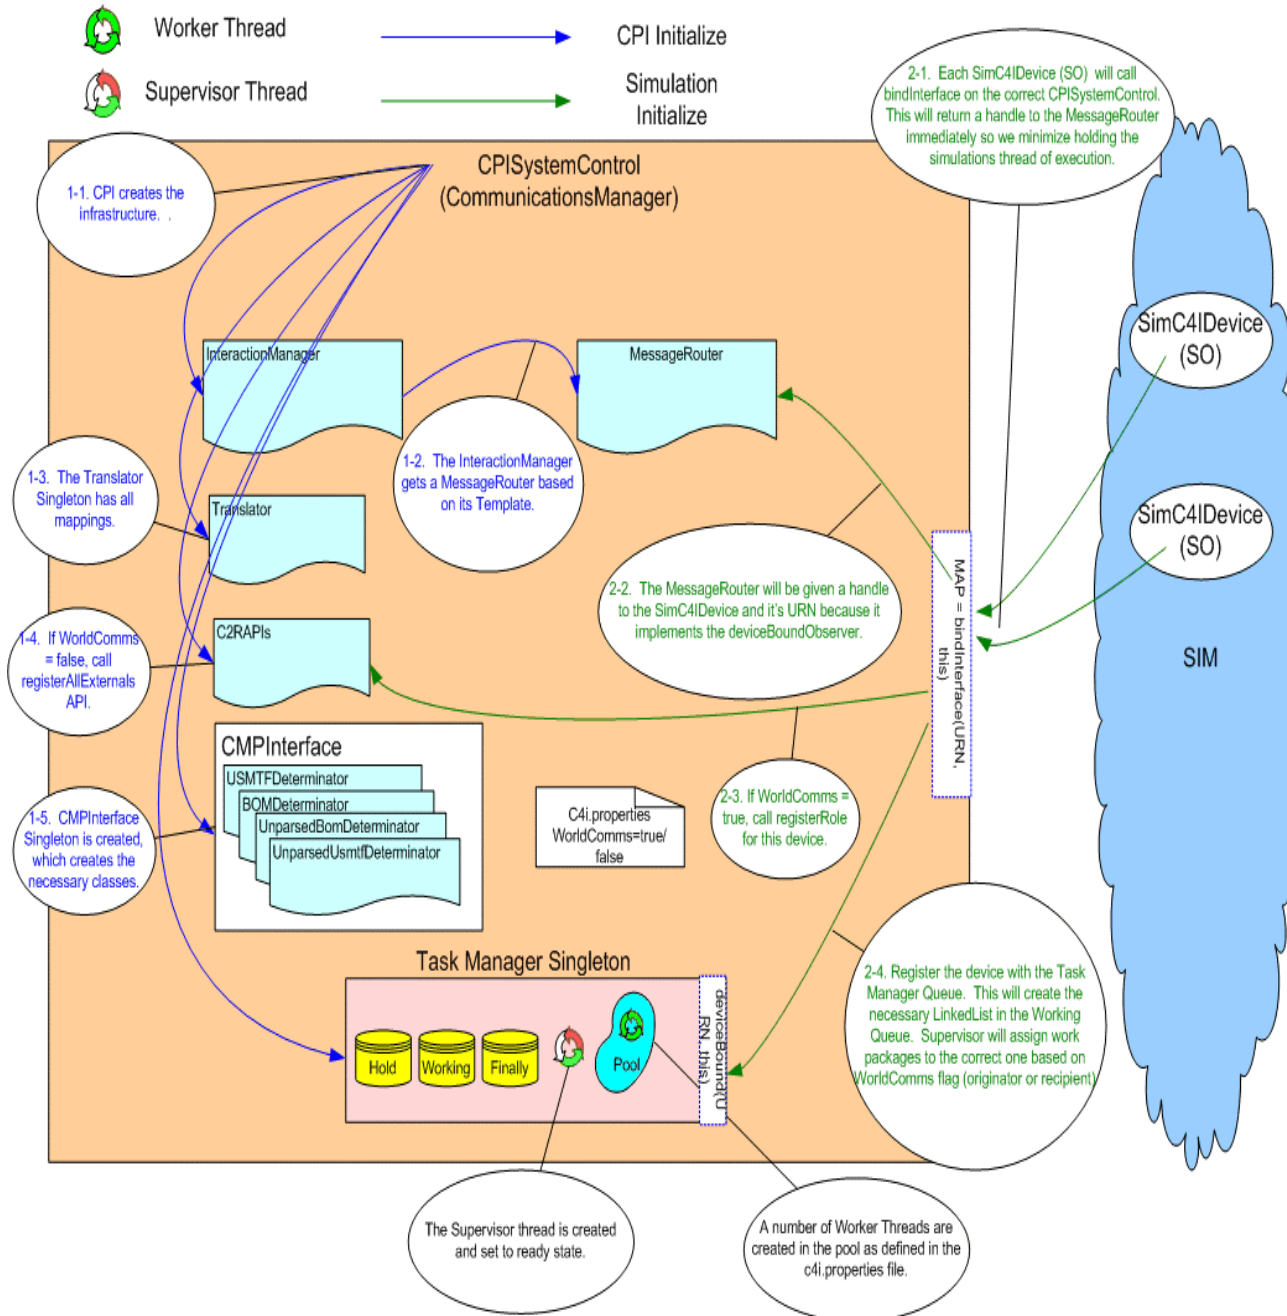 Worker Thread
CPI Initialize
Supervisor Thread
Simulation
Initialize
2-1. Each SimC4IDevice (SO) will call
bindInterface on the correct CPISystemControl.
This will return a handle to the MessageRouter
immediately so we minimize holding the
simulations thread of execution.
CPISystemControl
(CommunicationsManager)
1-1. CPI creates the
infrastructure. .
SimC4IDevice
(SO)
InteractionManager
MessageRouter
1-2. The InteractionManager
gets a MessageRouter based
on its Template.
1-3. The Translator
Singleton has all
mappings.
Translator
SimC4IDevice
(SO)
MAP = bindInterface(URN,
this)
2-2. The MessageRouter will be given a handle
to the SimC4IDevice and it's URN because it
implements the deviceBoundObserver.
1-4. If WorldComms
= false, call
registerAllExternals
API.
C2RAPIs
SIM
CMPInterface
USMTFDeterminator
BOMDeterminator
UnparsedBomDeterminator
UnparsedUsmtfDeterminator
1-5. CMPInterface
Singleton is created,
which creates the
necessary classes.
C4i.properties
WorldComms=true/
false
2-3. If WorldComms =
true, call registerRole
for this device.
Task Manager Singleton
Hold
Working
Finally
Pool
deviceBound(U
RN, this)
2-4. Register the device with the Task
Manager Queue. This will create the
necessary LinkedList in the Working
Queue. Supervisor will assign work
packages to the correct one based on
WorldComms flag (originator or recipient)
The Supervisor thread is created
and set to ready state.
A number of Worker Threads are
created in the pool as defined in the
c4i.properties file.